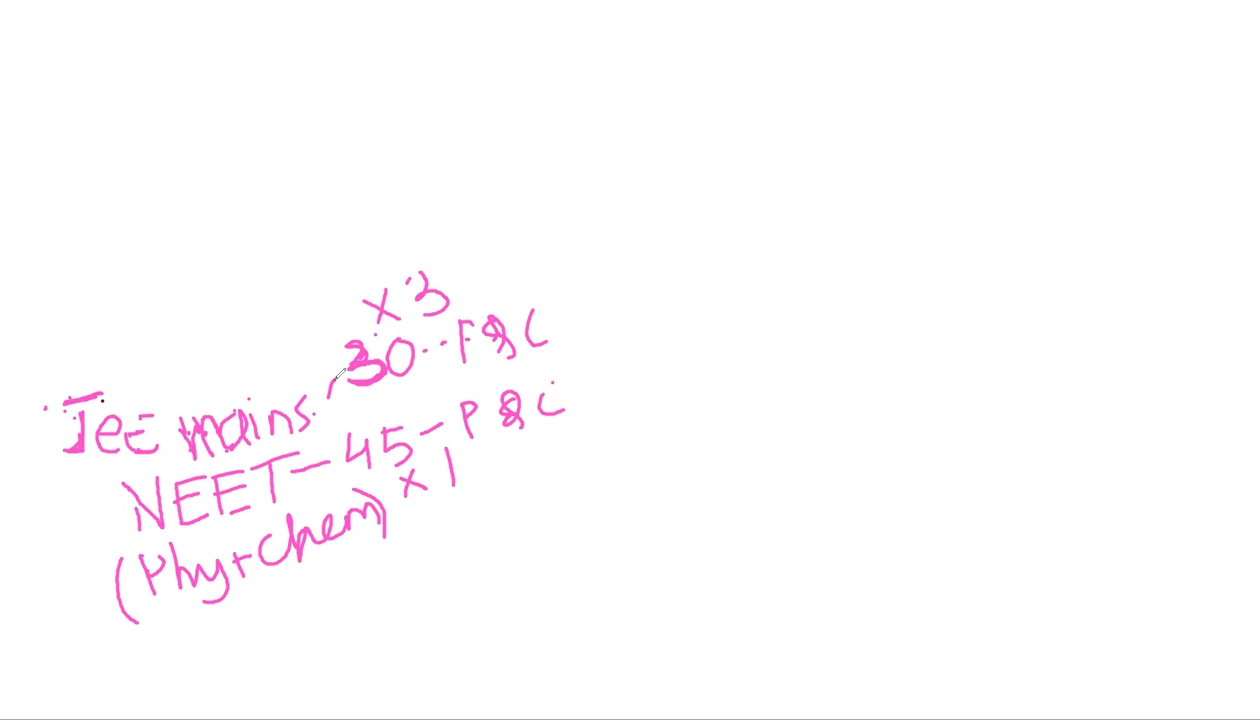 ×3
JEE mains 30 - P & C
NEET - 45 - P & C
×1
(Phy + Chem)